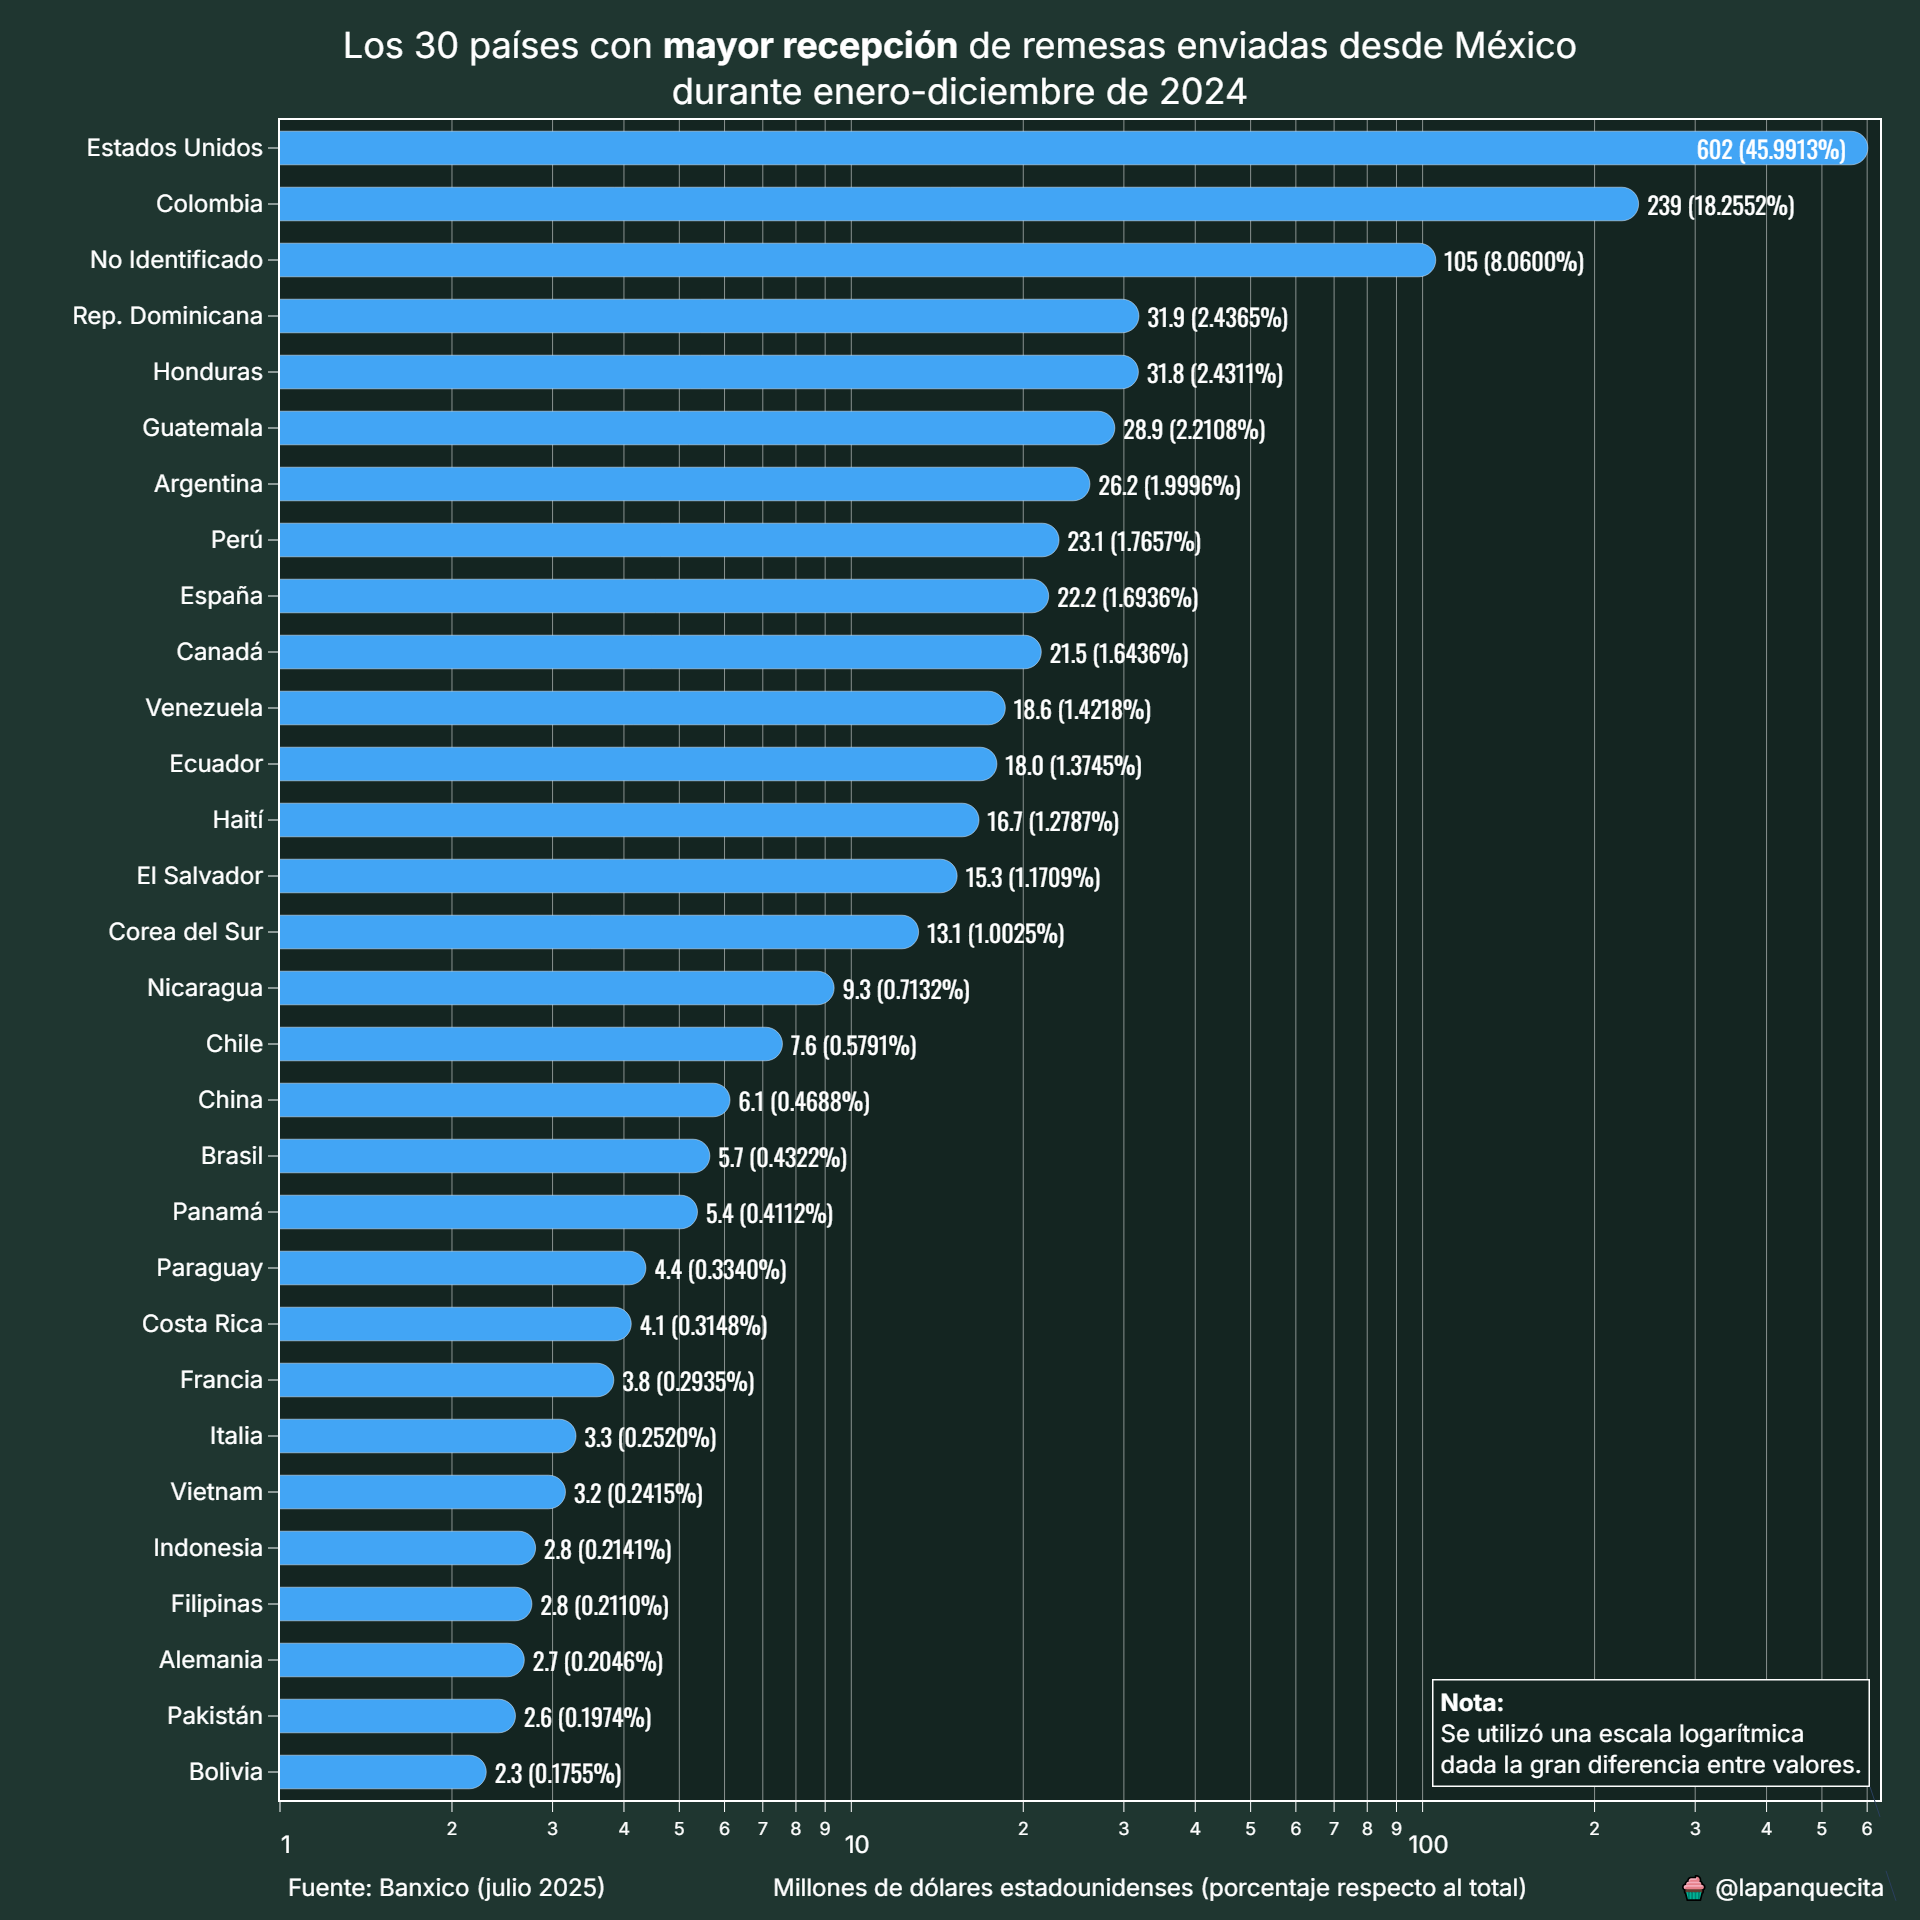 Los 30 países con mayor recepción de remesas enviadas desde México
durante enero-diciembre de 2024
Estados Unidos 602 (45.9913%)
Colombia 239 (18.2552%)
No Identificado 105 (8.0600%)
Rep. Dominicana 31.9 (2.4365%)
Honduras 31.8 (2.4311%)
Guatemala 28.9 (2.2108%)
Argentina 26.2 (1.9996%)
Perú 23.1 (1.7657%)
España 22.2 (1.6936%)
Canadá 21.5 (1.6436%)
Venezuela 18.6 (1.4218%)
Ecuador 18.0 (1.3745%)
Haití 16.7 (1.2787%)
El Salvador 15.3 (1.1709%)
Corea del Sur 13.1 (1.0025%)
Nicaragua 9.3 (0.7132%)
Chile 7.6 (0.5791%)
China 6.1 (0.4688%)
Brasil 5.7 (0.4322%)
Panamá 5.4 (0.4112%)
Paraguay 4.4 (0.3340%)
Costa Rica 4.1 (0.3148%)
Francia 3.8 (0.2935%)
Italia 3.3 (0.2520%)
Vietnam 3.2 (0.2415%)
Indonesia 2.8 (0.2141%)
Filipinas 2.8 (0.2110%)
Alemania 2.7 (0.2046%)
Pakistán 2.6 (0.1974%)
Bolivia 2.3 (0.1755%)
Nota:
Se utilizó una escala logarítmica
dada la gran diferencia entre valores.
1 2 3 4 5 6 7 8 9 10 2 3 4 5 6 7 8 9 100 2 3 4 5 6
Fuente: Banxico (julio 2025) Millones de dólares estadounidenses (porcentaje respecto al total) @lapanquecita